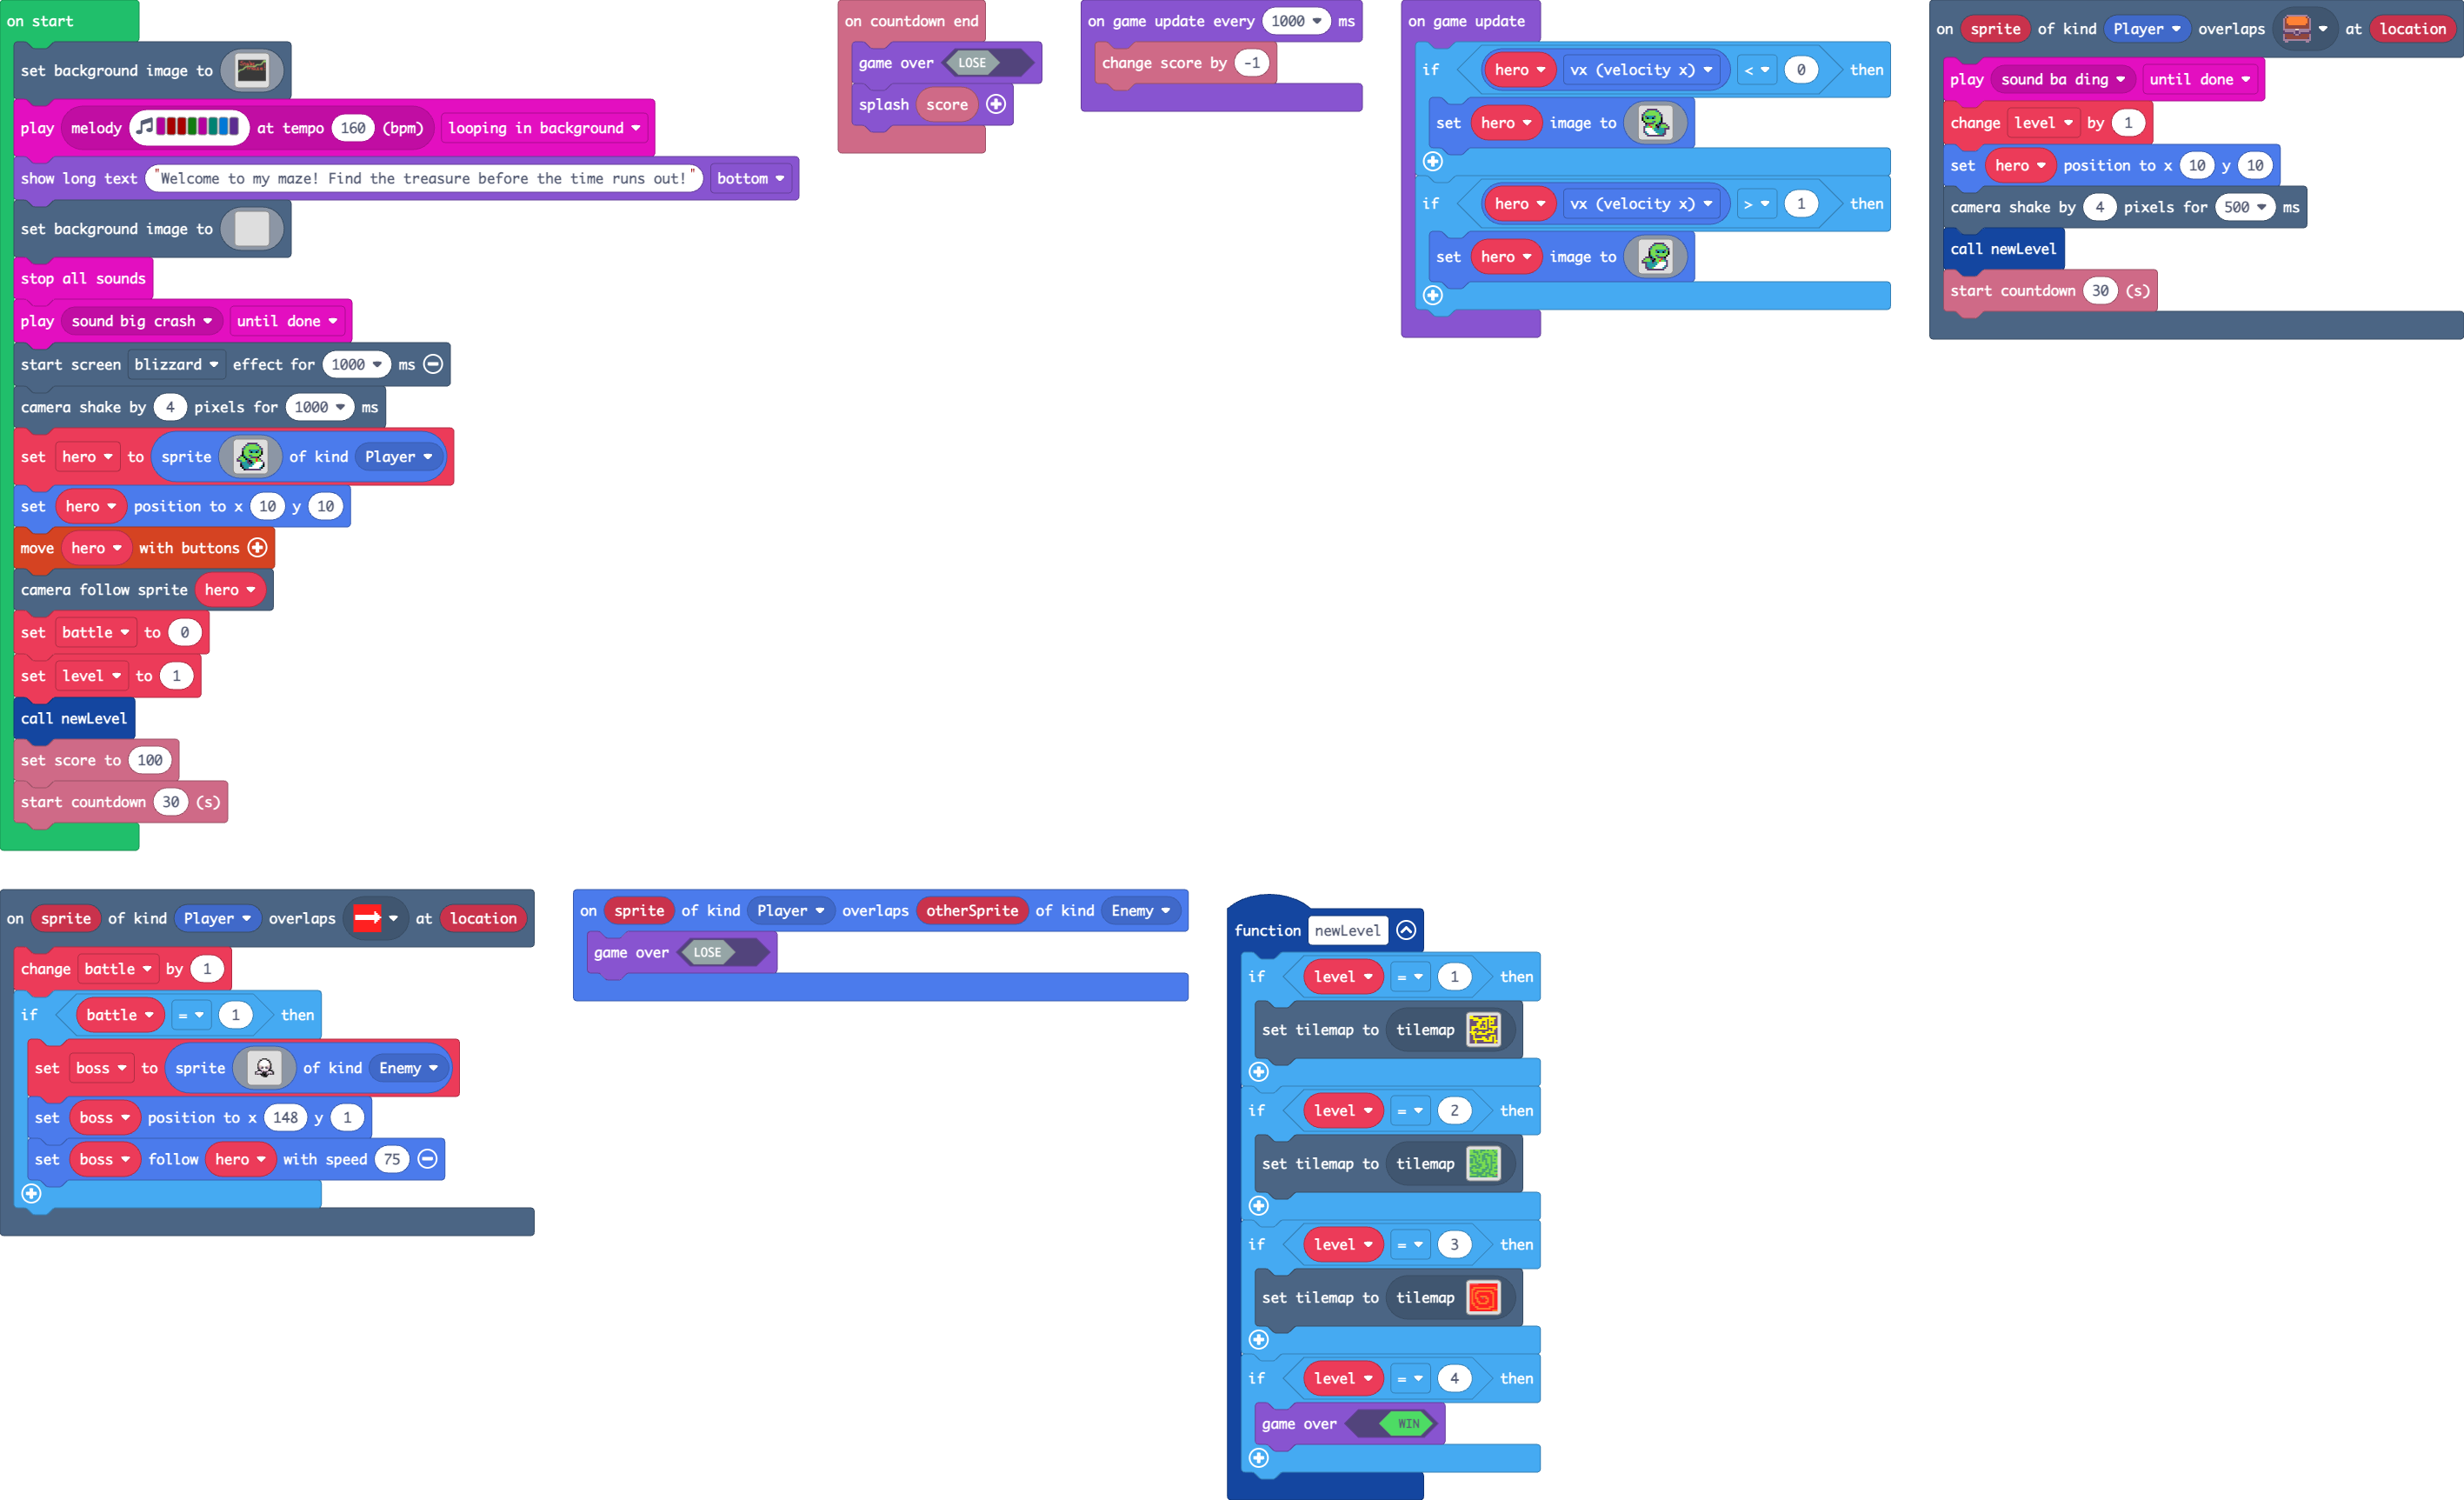 on start
set background image to
play melody at tempo 160 (bpm) looping in background
show long text "Welcome to my maze! Find the treasure before the time runs out!" bottom
set background image to
stop all sounds
play sound big crash until done
start screen blizzard effect for 1000 ms
camera shake by 4 pixels for 1000 ms
set hero to sprite of kind Player
set hero position to x 10 y 10
move hero with buttons
camera follow sprite hero
set battle to 0
set level to 1
call newLevel
set score to 100
start countdown 30 (s)
on countdown end
game over LOSE
splash score
on game update every 1000 ms
change score by -1
on game update
if hero vx (velocity x) < 0 then
set hero image to
if hero vx (velocity x) > 1 then
set hero image to
on sprite of kind Player overlaps at location
play sound ba ding until done
change level by 1
set hero position to x 10 y 10
camera shake by 4 pixels for 500 ms
call newLevel
start countdown 30 (s)
on sprite of kind Player overlaps at location
change battle by 1
if battle = 1 then
set boss to sprite of kind Enemy
set boss position to x 148 y 1
set boss follow hero with speed 75
on sprite of kind Player overlaps otherSprite of kind Enemy
game over LOSE
function newLevel
if level = 1 then
set tilemap to tilemap
if level = 2 then
set tilemap to tilemap
if level = 3 then
set tilemap to tilemap
if level = 4 then
game over WIN